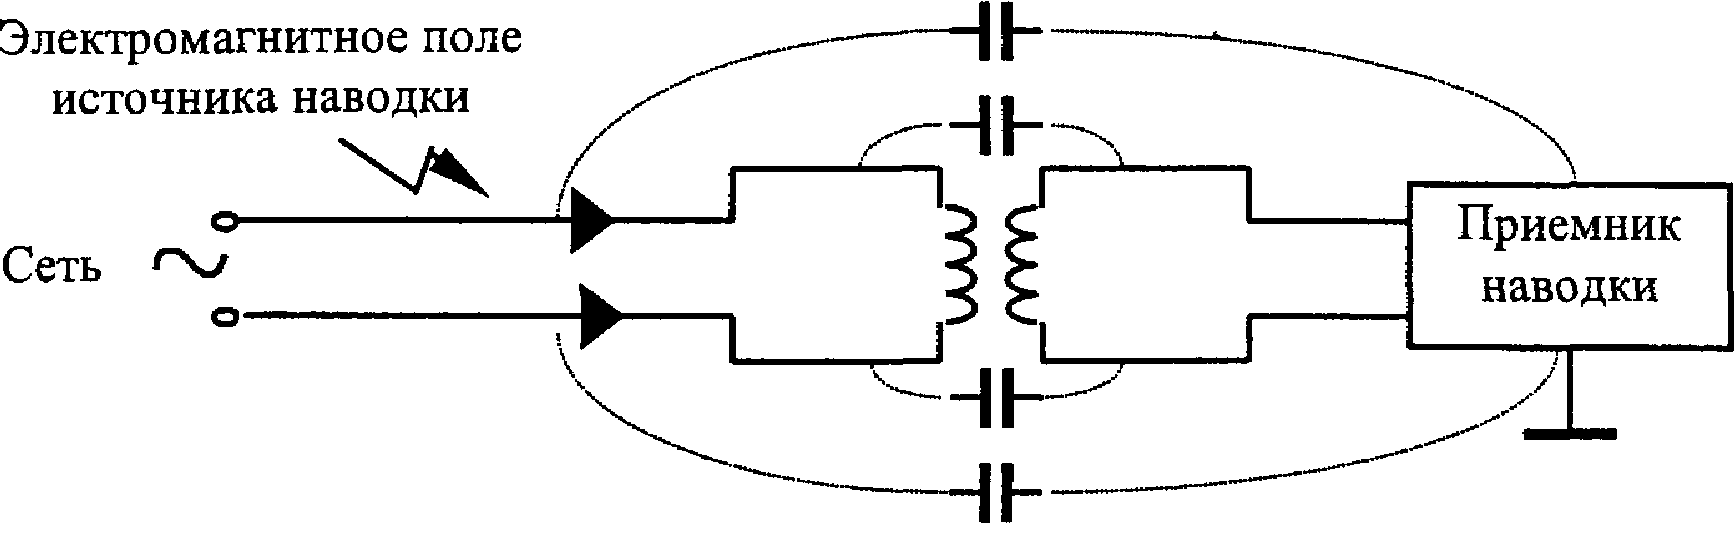 Электромагнитное поле
источника наводки
Сеть
Приемник
наводки